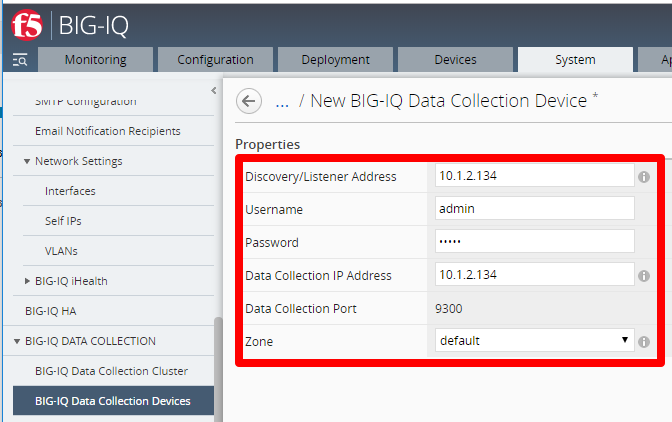 f5 BIG-IQ
Monitoring Configuration Deployment Devices System Ap
SMTP Configuration
Email Notification Recipients
Network Settings
Interfaces
Self IPs
VLANs
BIG-IQ iHealth
BIG-IQ HA
BIG-IQ DATA COLLECTION
BIG-IQ Data Collection Cluster
BIG-IQ Data Collection Devices
... / New BIG-IQ Data Collection Device *
Properties
Discovery/Listener Address 10.1.2.134
Username admin
Password •••••
Data Collection IP Address 10.1.2.134
Data Collection Port 9300
Zone default